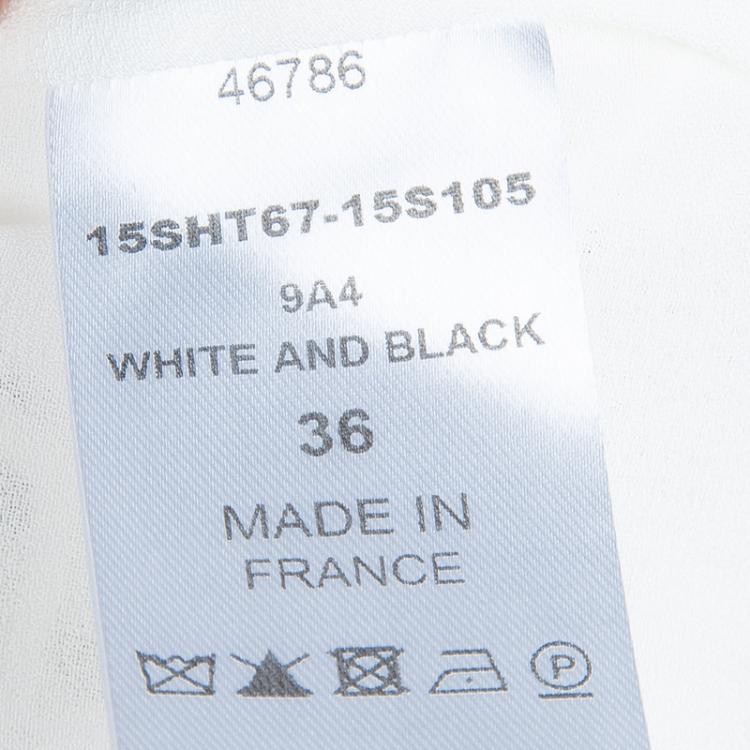 46786
15SHT67-15S105
9A4
WHITE AND BLACK
36
MADE IN
FRANCE
P